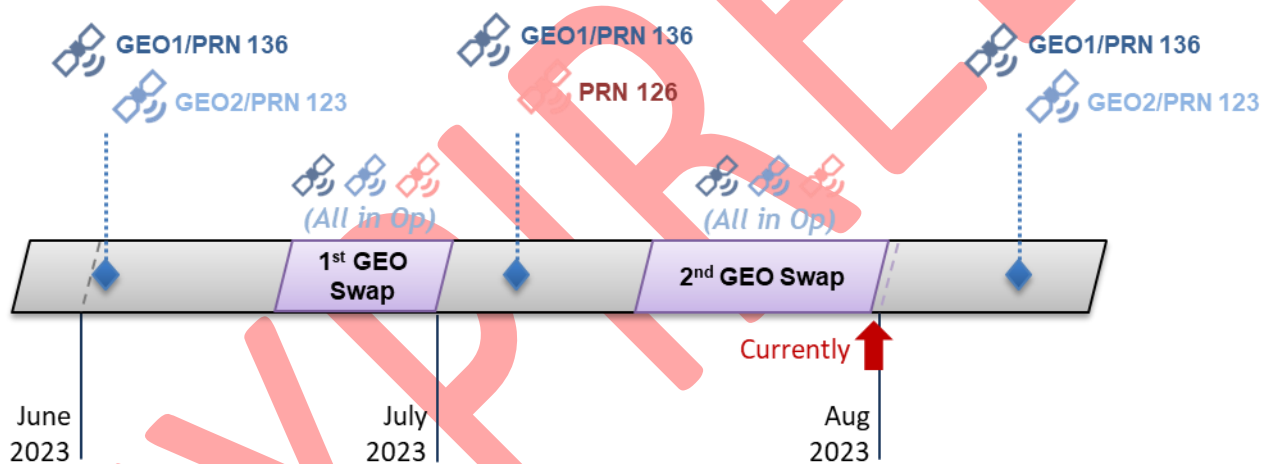 GEO1/PRN 136
GEO2/PRN 123
GEO1/PRN 136
PRN 126
GEO1/PRN 136
GEO2/PRN 123
(All in Op)
(All in Op)
1st GEO
Swap
2nd GEO Swap
Currently
June
2023
July
2023
Aug
2023